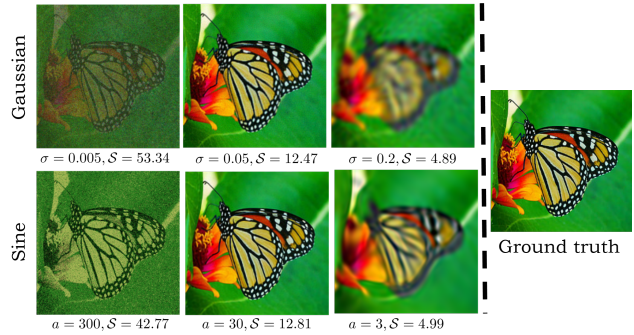 Gaussian
σ = 0.005, S = 53.34
σ = 0.05, S = 12.47
σ = 0.2, S = 4.89
Sine
a = 300, S = 42.77
a = 30, S = 12.81
a = 3, S = 4.99
Ground truth